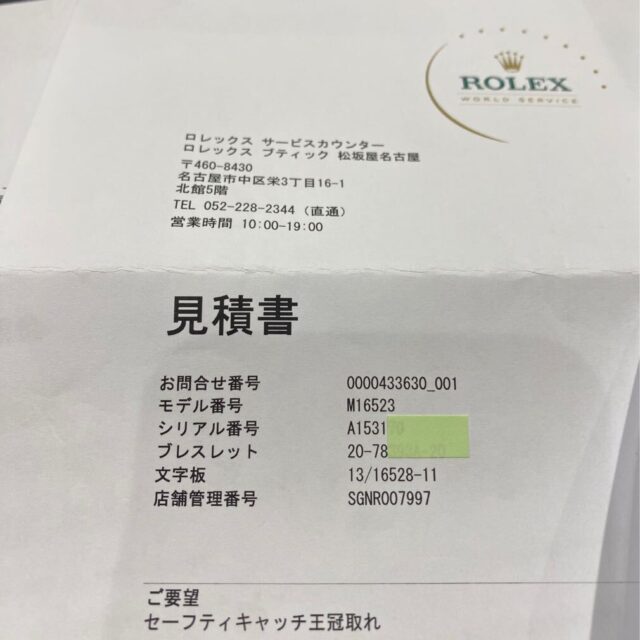 ROLEX
WORLD SERVICE
ロレックス サービスカウンター
ロレックス ブティック 松坂屋名古屋
〒460-8430
名古屋市中区栄3丁目16-1
北館5階
TEL 052-228-2344（直通）
営業時間 10:00-19:00
見積書
お問合せ番号 0000433630_001
モデル番号 M16523
シリアル番号 A1531
ブレスレット 20-78
文字板 13/16528-11
店舗管理番号 SGNR007997
ご要望
セーフティキャッチ王冠取れ